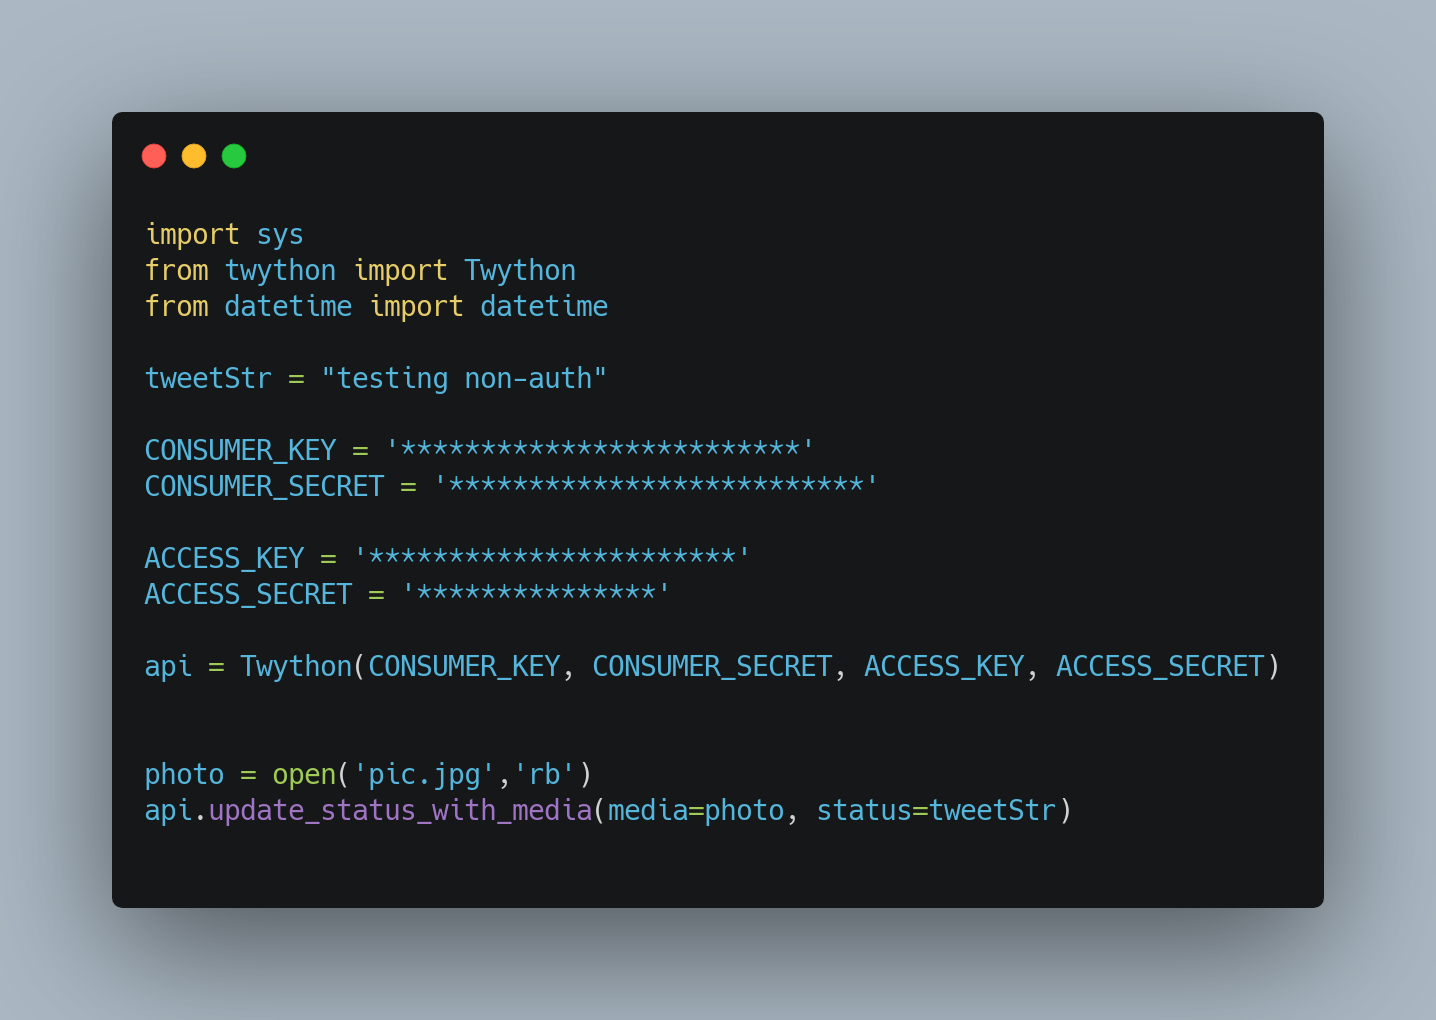 import sys
from twython import Twython
from datetime import datetime
tweetStr = "testing non-auth"
CONSUMER_KEY = '*************************'
CONSUMER_SECRET = '**************************'
ACCESS_KEY = '***********************'
ACCESS_SECRET = '***************'
api = Twython(CONSUMER_KEY, CONSUMER_SECRET, ACCESS_KEY, ACCESS_SECRET)
photo = open('pic.jpg','rb')
api.update_status_with_media(media=photo, status=tweetStr)